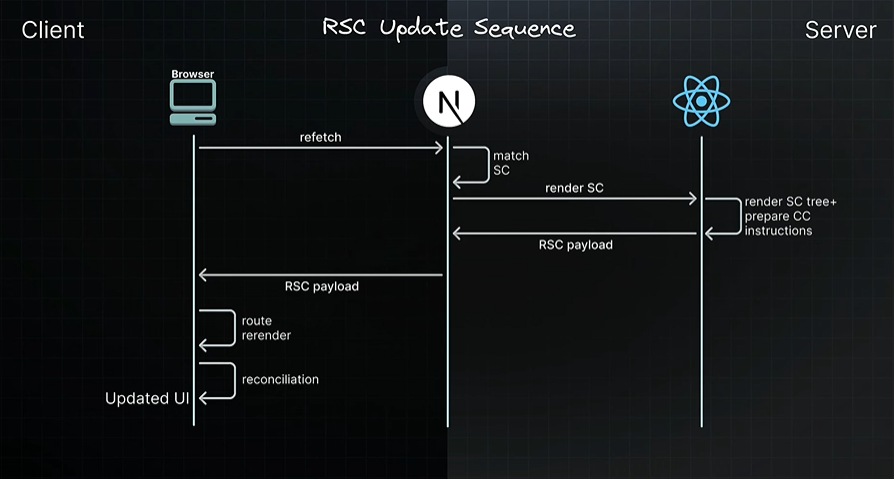 Client
RSC Update Sequence
Server
Browser
N
refetch
match
SC
render SC
render SC tree+
prepare CC
instructions
RSC payload
RSC payload
route
rerender
reconciliation
Updated UI